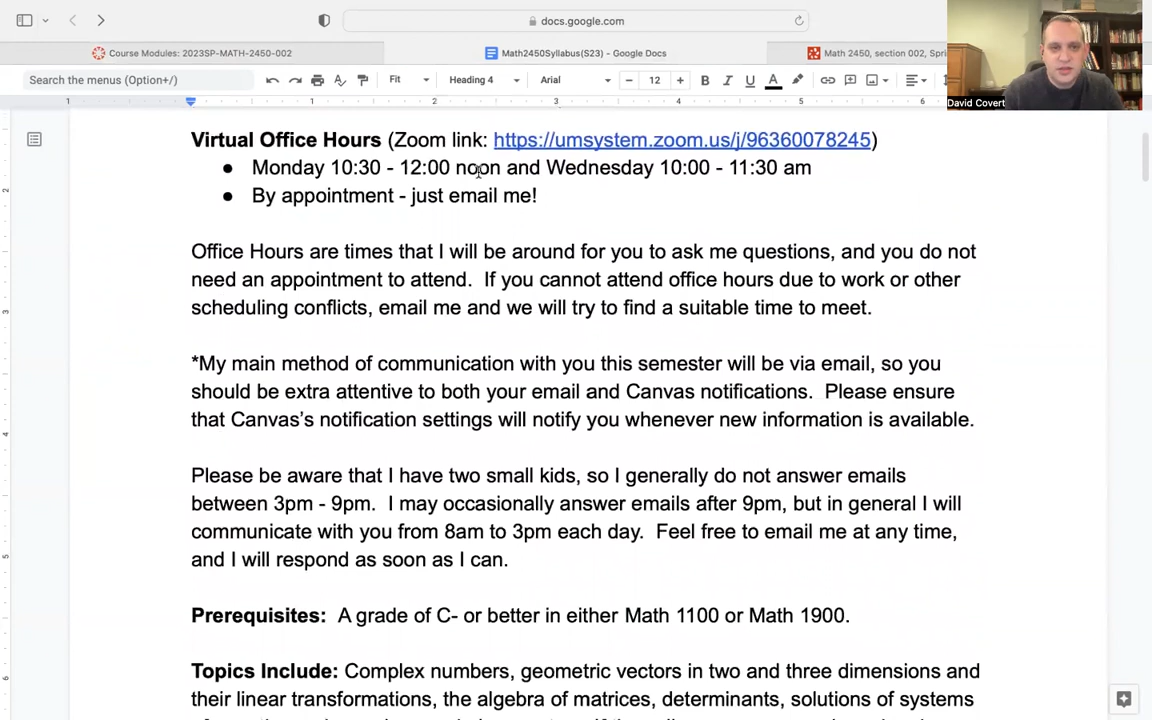 docs.google.com
Course Modules: 2023SP-MATH-2450-002
Math2450Syllabus(S23) - Google Docs
Math 2450, section 002, Spri
Search the menus (Option+/)
Fit
Heading 4
Arial
12
B I U A
David Covert
1 1 2 3 4 5 6
Virtual Office Hours (Zoom link: https://umsystem.zoom.us/j/96360078245)
● Monday 10:30 - 12:00 noon and Wednesday 10:00 - 11:30 am
● By appointment - just email me!
Office Hours are times that I will be around for you to ask me questions, and you do not
need an appointment to attend.  If you cannot attend office hours due to work or other
scheduling conflicts, email me and we will try to find a suitable time to meet.
*My main method of communication with you this semester will be via email, so you
should be extra attentive to both your email and Canvas notifications.  Please ensure
that Canvas's notification settings will notify you whenever new information is available.
Please be aware that I have two small kids, so I generally do not answer emails
between 3pm - 9pm.  I may occasionally answer emails after 9pm, but in general I will
communicate with you from 8am to 3pm each day.  Feel free to email me at any time,
and I will respond as soon as I can.
Prerequisites:  A grade of C- or better in either Math 1100 or Math 1900.
Topics Include: Complex numbers, geometric vectors in two and three dimensions and
their linear transformations, the algebra of matrices, determinants, solutions of systems